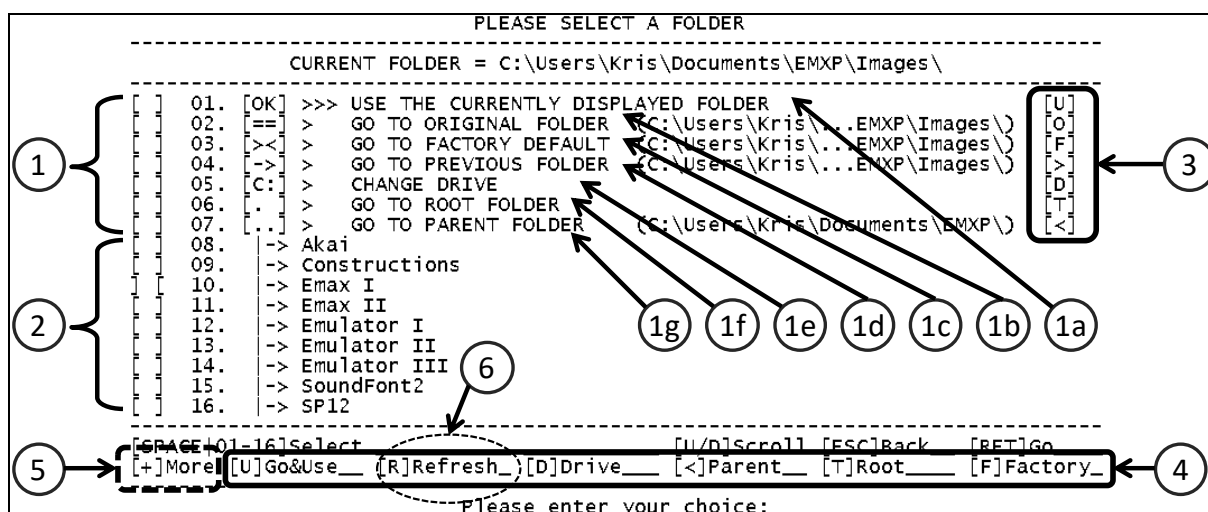 PLEASE SELECT A FOLDER
CURRENT FOLDER = C:\Users\Kris\Documents\EMXP\Images\
[ ] 01. [OK] >>> USE THE CURRENTLY DISPLAYED FOLDER [U]
[ ] 02. [==] > GO TO ORIGINAL FOLDER (C:\Users\Kris\...EMXP\Images\) [O]
[ ] 03. [><] > GO TO FACTORY DEFAULT (C:\Users\Kris\...EMXP\Images\) [F]
[ ] 04. [->] > GO TO PREVIOUS FOLDER (C:\Users\Kris\...EMXP\Images\) [>]
[ ] 05. [C:] > CHANGE DRIVE [D]
[ ] 06. [. ] > GO TO ROOT FOLDER [T]
[ ] 07. [..] > GO TO PARENT FOLDER (C:\Users\Kris\Documents\EMXP\) [<]
[ ] 08. |-> Akai
[ ] 09. |-> Constructions
] [ 10. |-> Emax I
[ ] 11. |-> Emax II
[ ] 12. |-> Emulator I
[ ] 13. |-> Emulator II
[ ] 14. |-> Emulator III
[ ] 15. |-> SoundFont2
[ ] 16. |-> SP12
1
2
3
1g 1f 1e 1d 1c 1b 1a
6
[SPACE|01-16]Select [U/D]Scroll [ESC]Back__ [RET]Go
[+]More [U]Go&Use__ [R]Refresh_ [D]Drive___ [<]Parent__ [T]Root____ [F]Factory_
5
4
Please enter your choice: